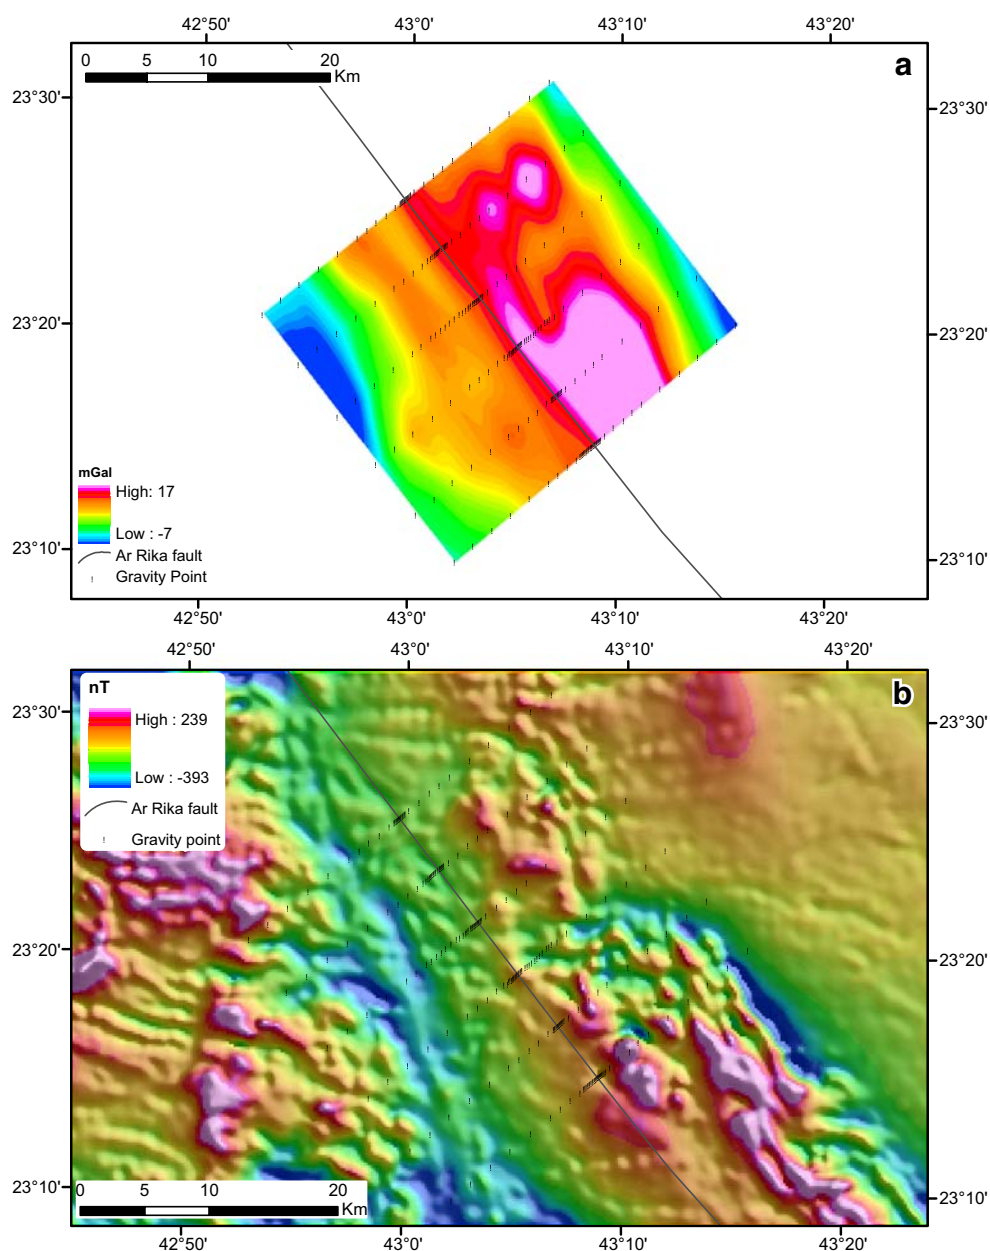 42°50' 43°0' 43°10' 43°20'
a
0 5 10 20
Km
23°30' 23°30'
23°20' 23°20'
mGal
High: 17
Low : -7
23°10' 23°10'
Ar Rika fault
Gravity Point
42°50' 43°0' 43°10' 43°20'
42°50' 43°0' 43°10' 43°20'
b
nT
23°30' 23°30'
High : 239
Low : -393
Ar Rika fault
Gravity point
23°20' 23°20'
23°10' 23°10'
0 5 10 20
Km
42°50' 43°0' 43°10' 43°20'